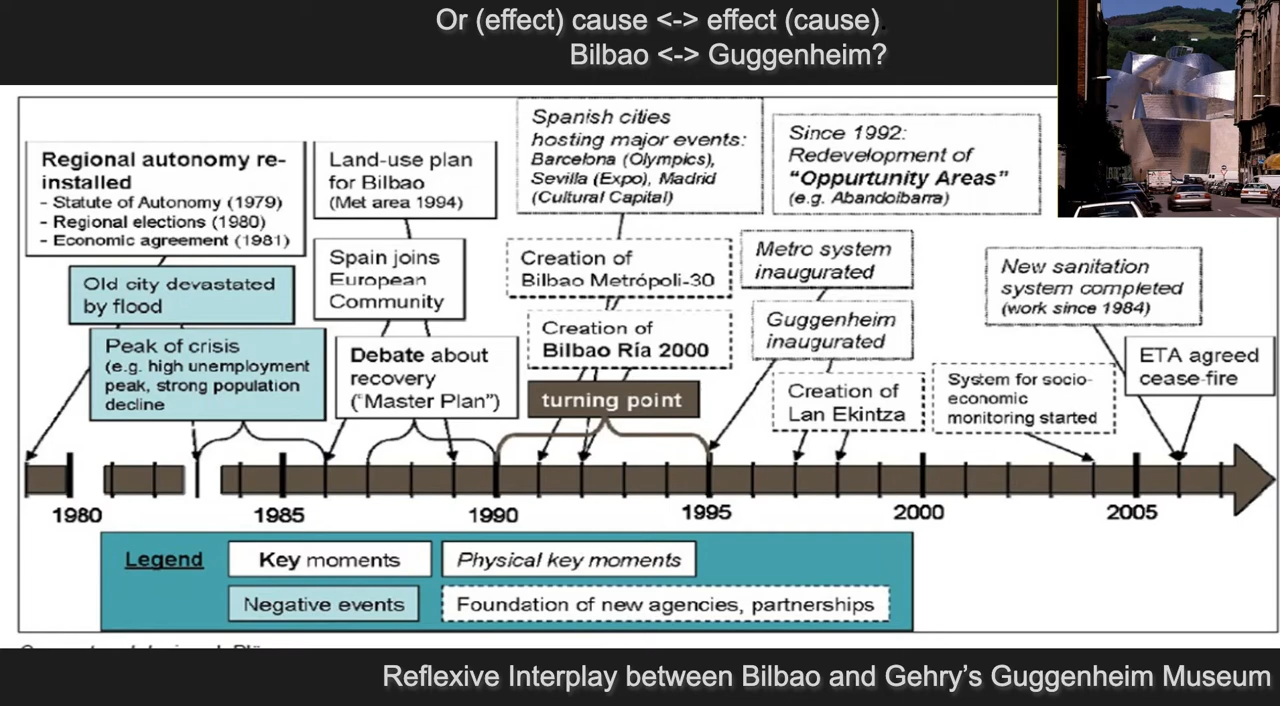 Or (effect) cause <-> effect (cause).
Bilbao <-> Guggenheim?
Regional autonomy re-
installed
- Statute of Autonomy (1979)
- Regional elections (1980)
- Economic agreement (1981)
Old city devastated
by flood
Peak of crisis
(e.g. high unemployment
peak, strong population
decline
Land-use plan
for Bilbao
(Met area 1994)
Spain joins
European
Community
Debate about
recovery
("Master Plan")
Spanish cities
hosting major events:
Barcelona (Olympics),
Sevilla (Expo), Madrid
(Cultural Capital)
Creation of
Bilbao Metrópoli-30
Creation of
Bilbao Ría 2000
turning point
Since 1992:
Redevelopment of
“Oppurtunity Areas”
(e.g. Abandoibarra)
Metro system
inaugurated
Guggenheim
inaugurated
Creation of
Lan Ekintza
System for socio-
economic
monitoring started
New sanitation
system completed
(work since 1984)
ETA agreed
cease-fire
1980
1985
1990
1995
2000
2005
Legend
Key moments
Physical key moments
Negative events
Foundation of new agencies, partnerships
Reflexive Interplay between Bilbao and Gehry’s Guggenheim Museum